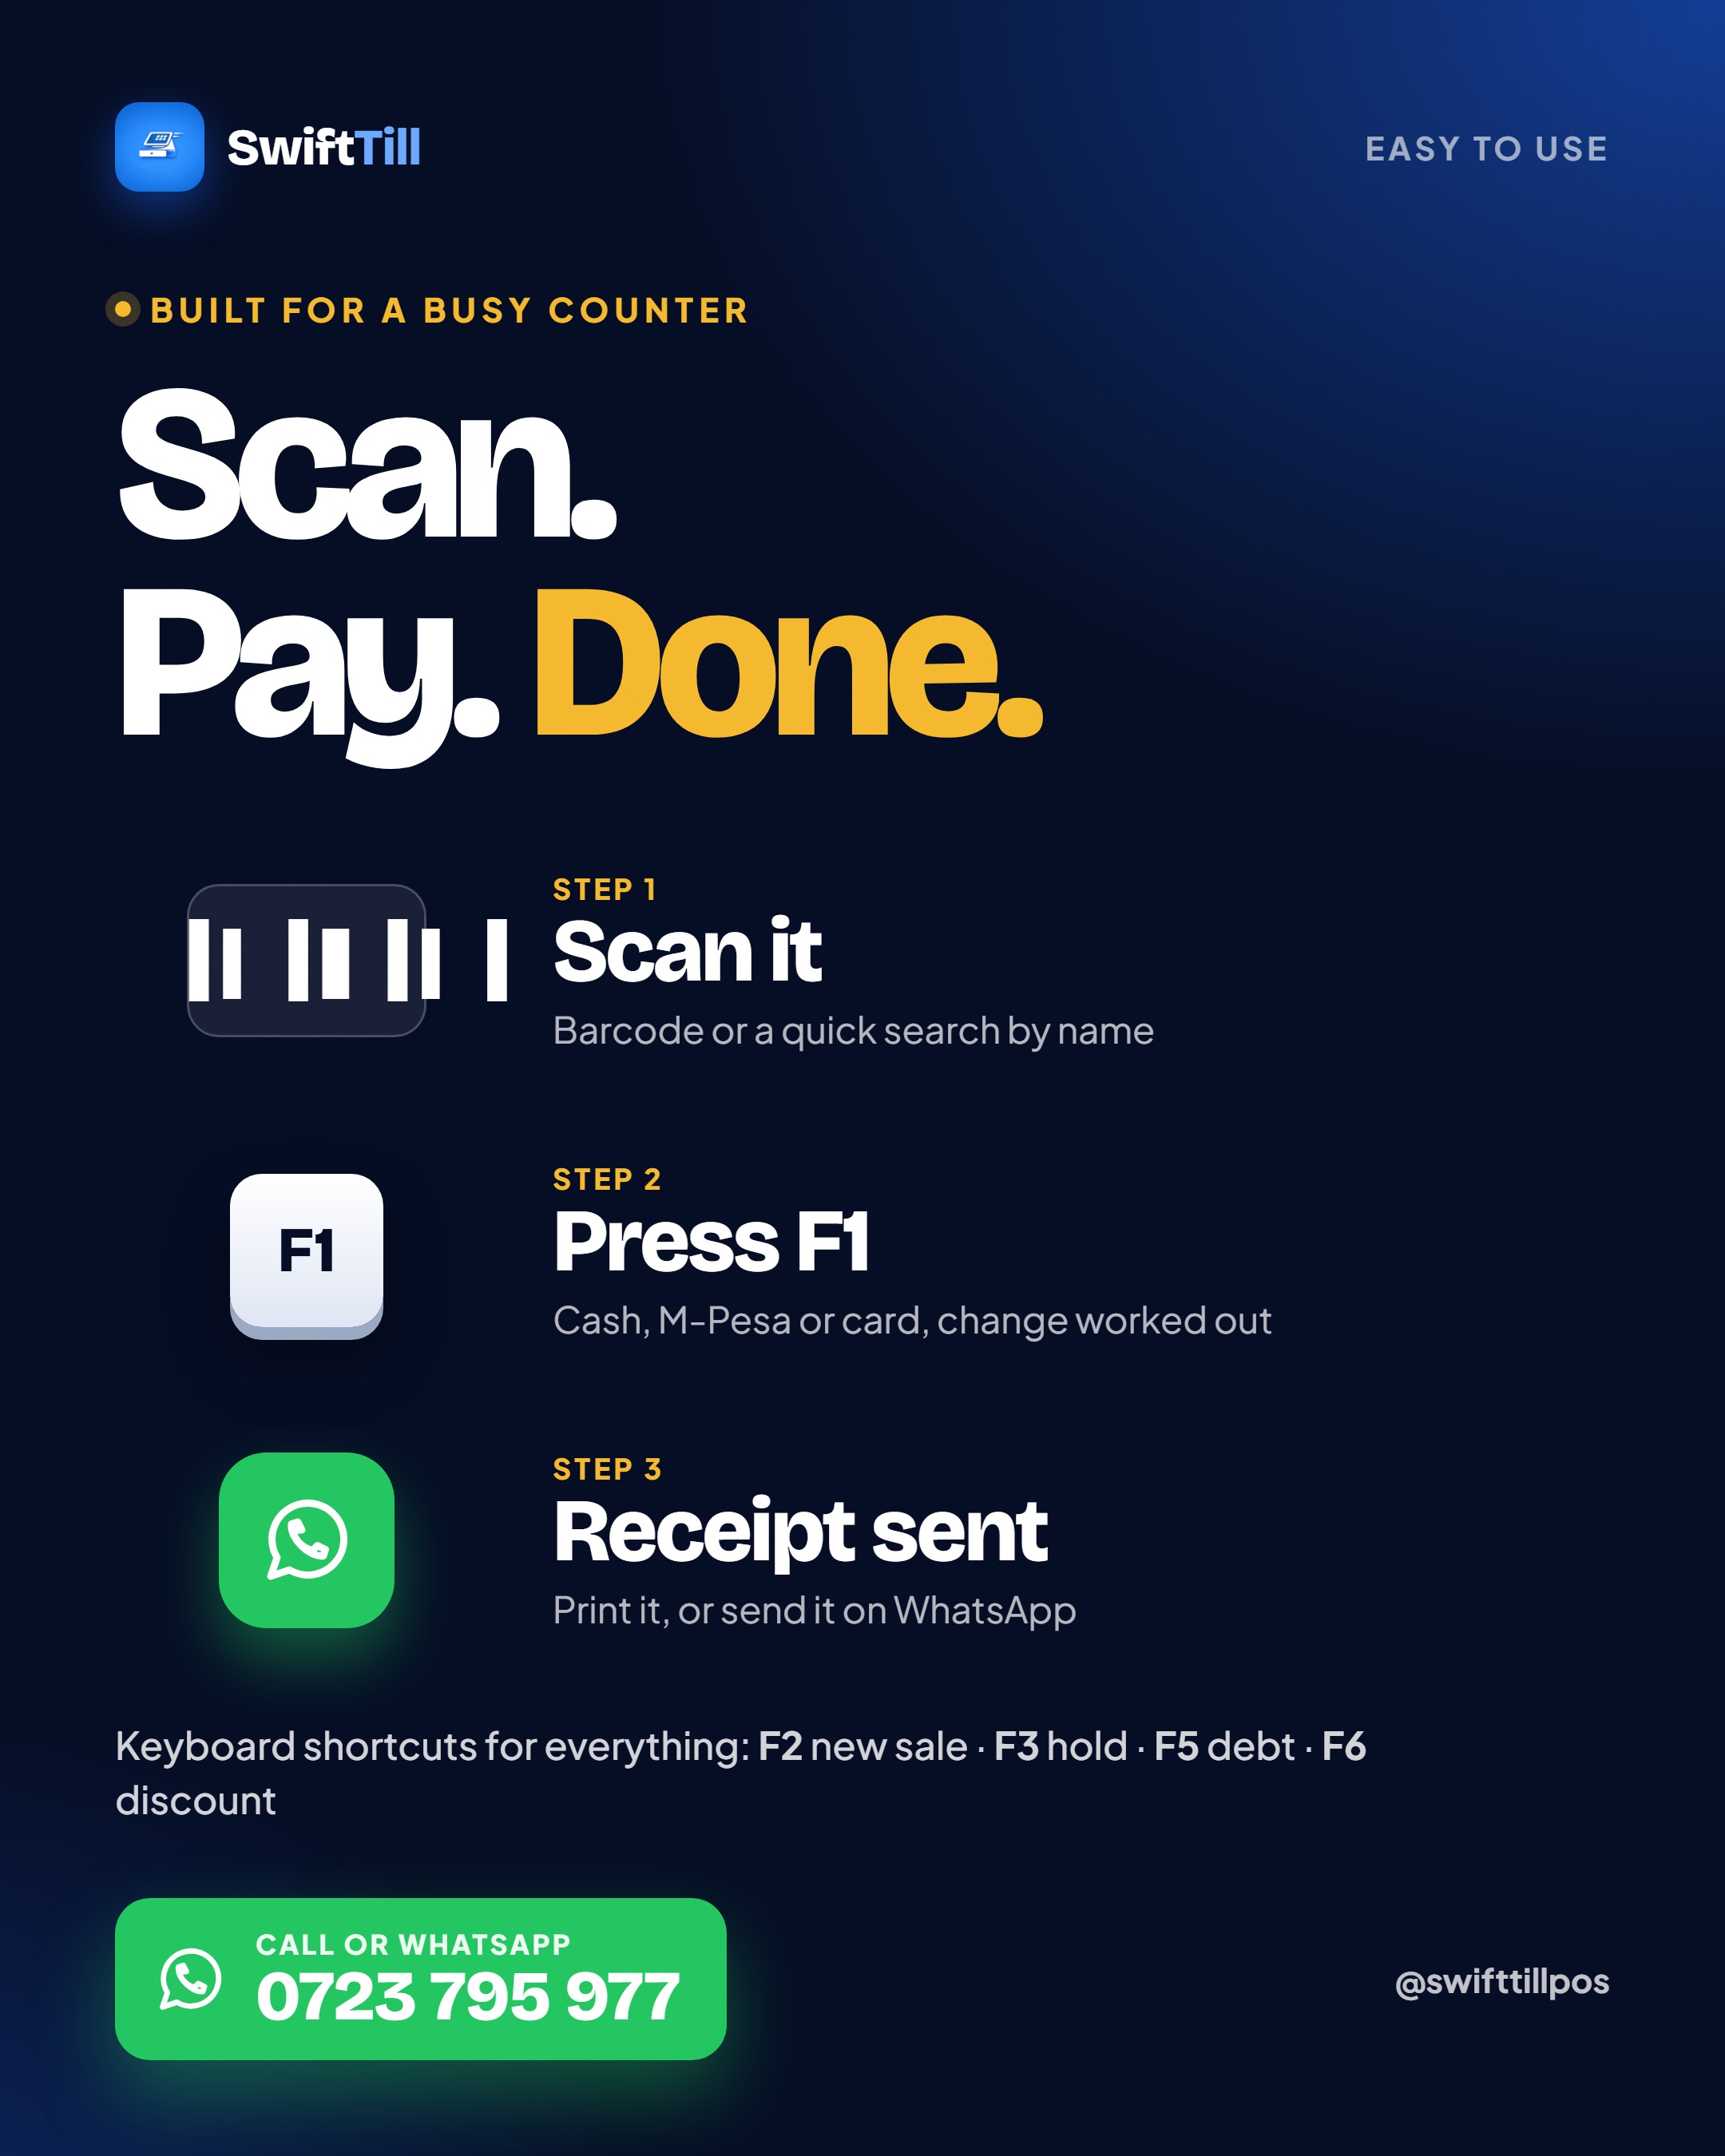 SwiftTill
EASY TO USE
BUILT FOR A BUSY COUNTER
Scan.
Pay. Done.
STEP 1
Scan it
Barcode or a quick search by name
F1
STEP 2
Press F1
Cash, M-Pesa or card, change worked out
STEP 3
Receipt sent
Print it, or send it on WhatsApp
Keyboard shortcuts for everything: F2 new sale · F3 hold · F5 debt · F6
discount
CALL OR WHATSAPP
0723 795 977
@swifttillpos